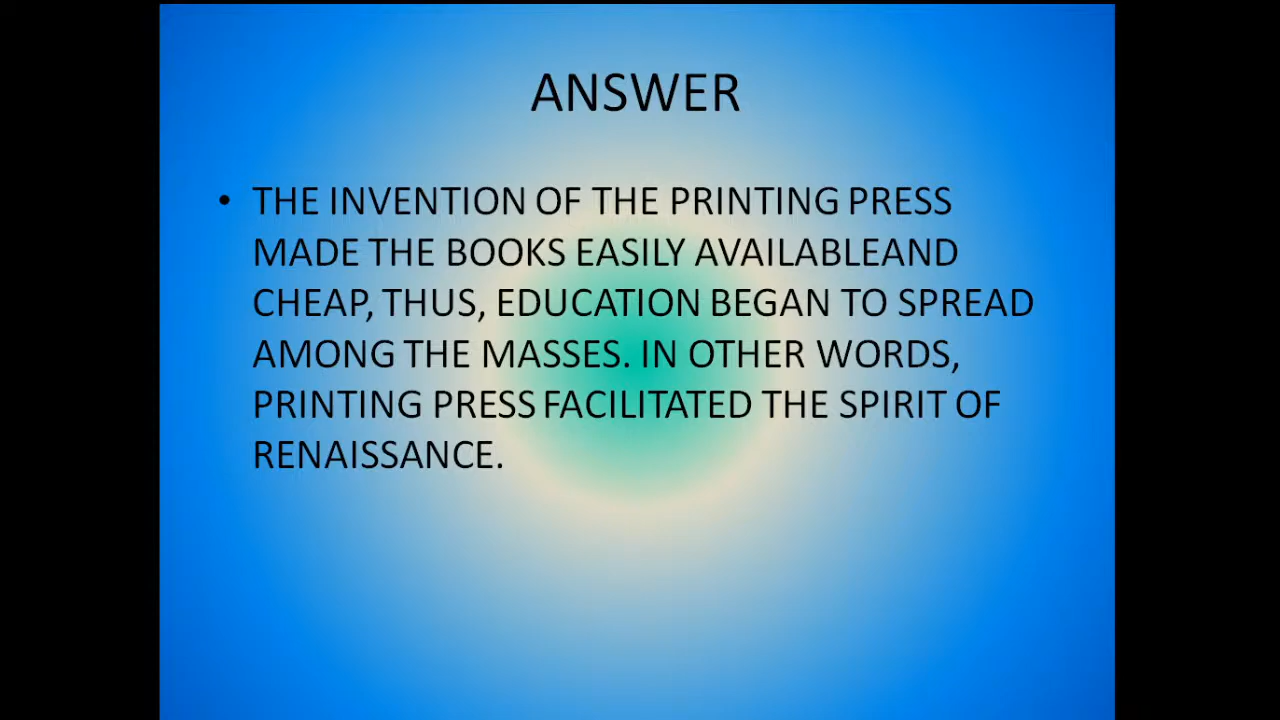 ANSWER
• THE INVENTION OF THE PRINTING PRESS
MADE THE BOOKS EASILY AVAILABLEAND
CHEAP, THUS, EDUCATION BEGAN TO SPREAD
AMONG THE MASSES. IN OTHER WORDS,
PRINTING PRESS FACILITATED THE SPIRIT OF
RENAISSANCE.